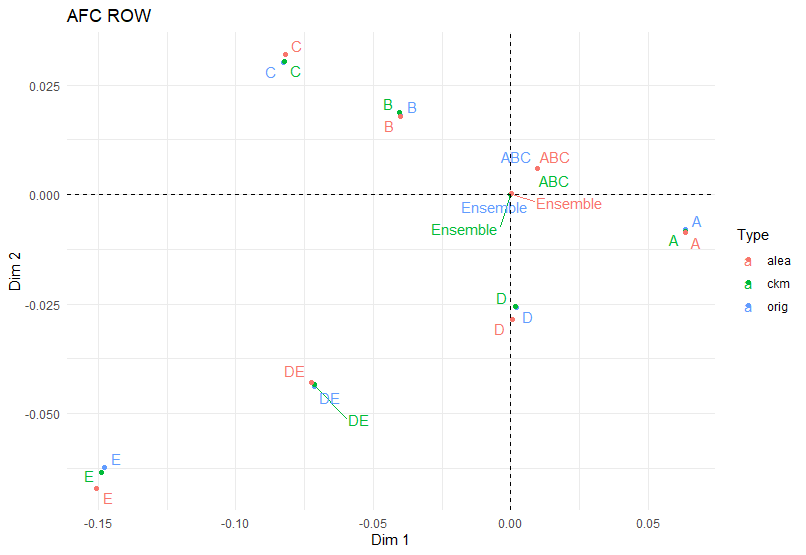 AFC ROW
C
C
C
B
B
B
ABC
ABC
ABC
Ensemble
Ensemble
Ensemble
A
A
A
D
D
D
DE
DE
DE
E
E
E
0.025
0.000
-0.025
-0.050
Dim 2
-0.15
-0.10
-0.05
0.00
0.05
Dim 1
Type
a alea
a ckm
a orig